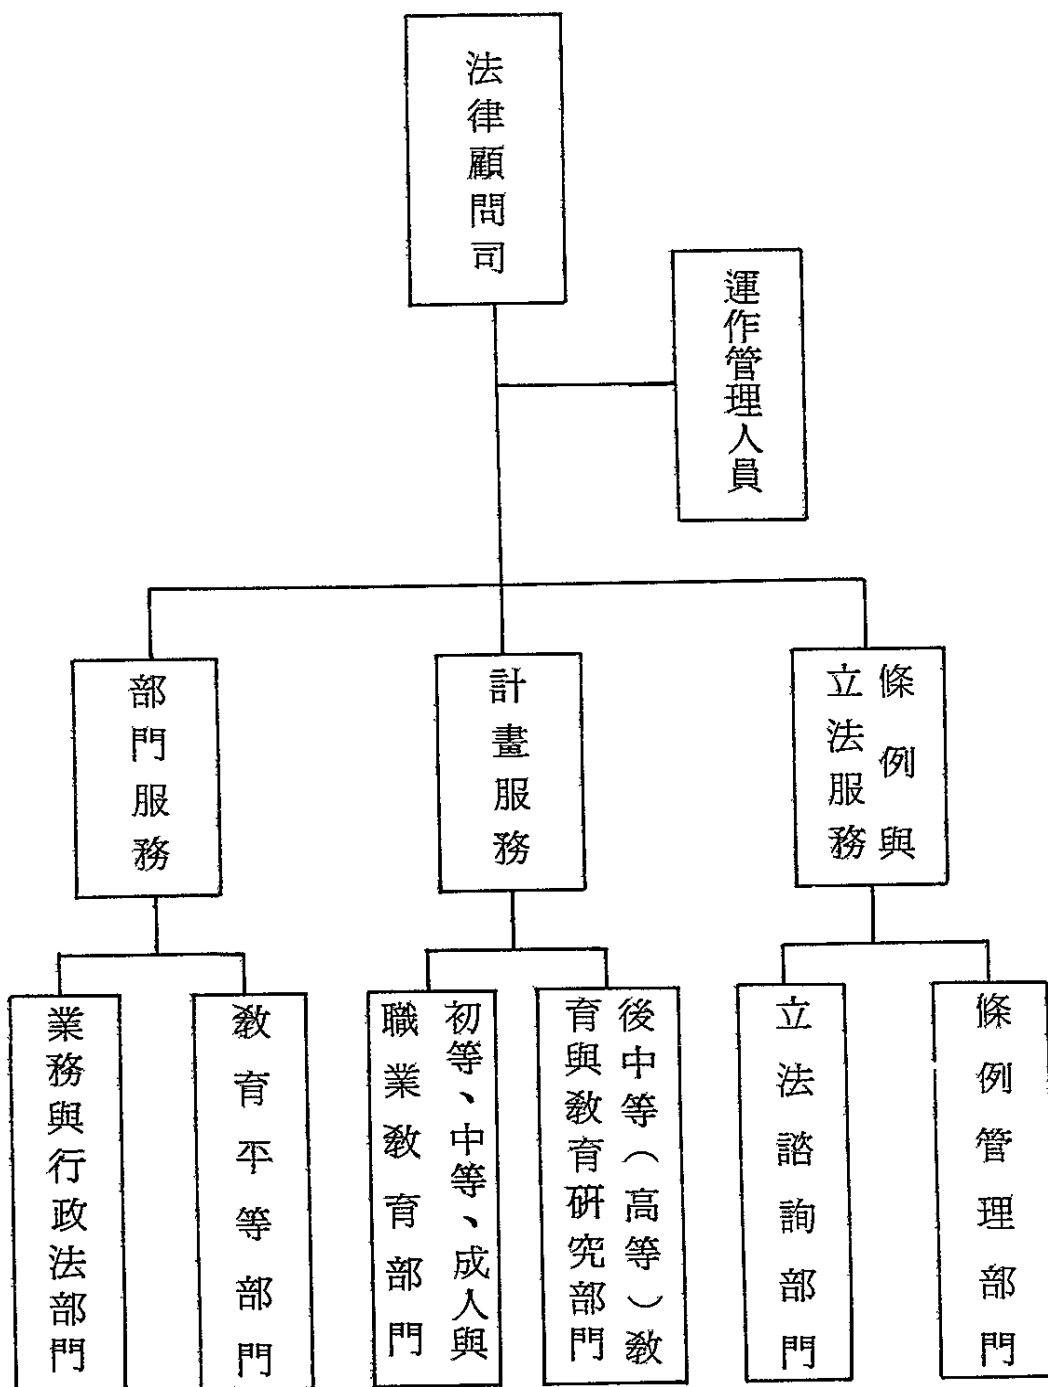 法律顧問司
運作管理人員
條例與
立法服務
計畫服務
部門服務
條例管理部門
立法諮詢部門
後中等（高等）教
育與教育研究部門
初等、中等、成人與
職業教育部門
教育平等部門
業務與行政法部門